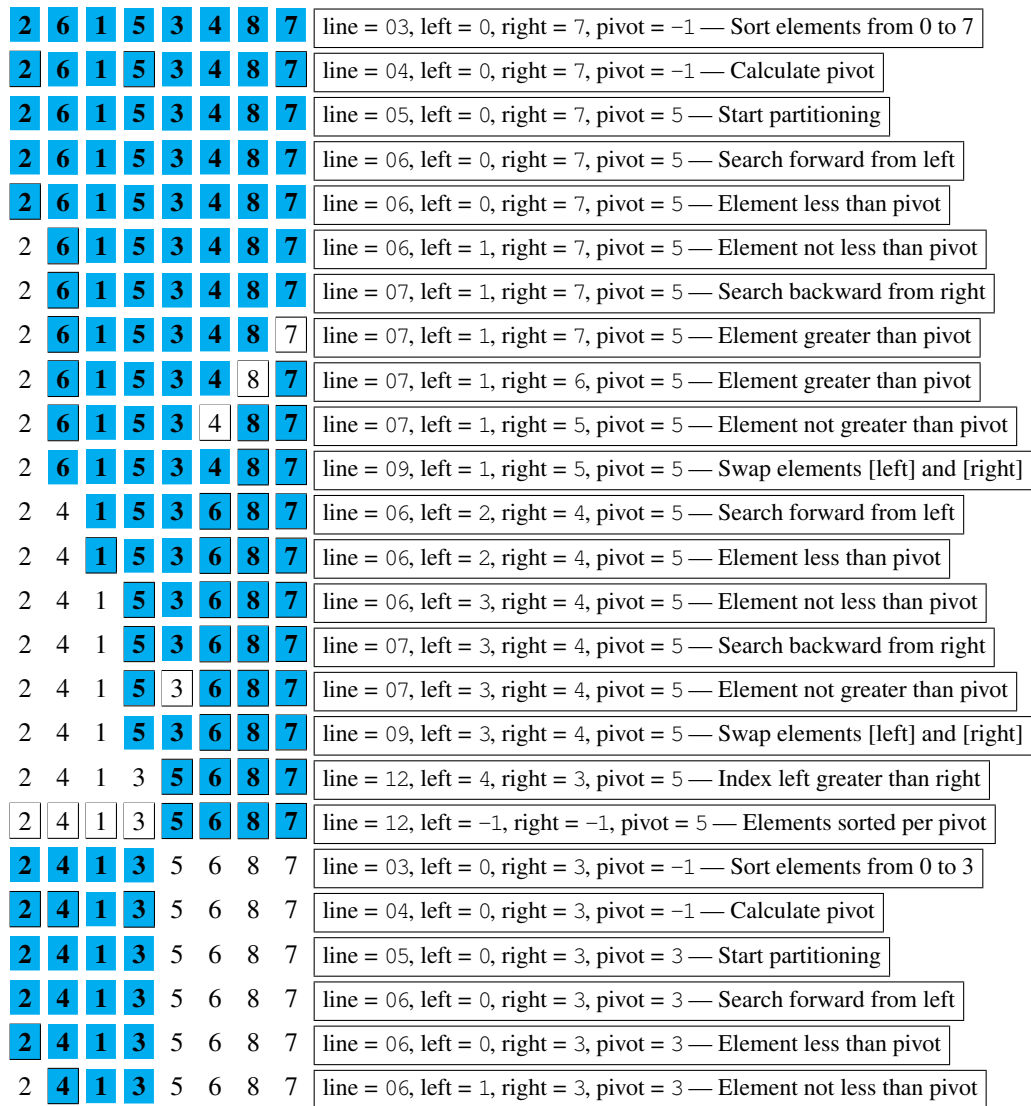 2 6 1 5 3 4 8 7 line = 03, left = 0, right = 7, pivot = −1 — Sort elements from 0 to 7
2 6 1 5 3 4 8 7 line = 04, left = 0, right = 7, pivot = −1 — Calculate pivot
2 6 1 5 3 4 8 7 line = 05, left = 0, right = 7, pivot = 5 — Start partitioning
2 6 1 5 3 4 8 7 line = 06, left = 0, right = 7, pivot = 5 — Search forward from left
2 6 1 5 3 4 8 7 line = 06, left = 0, right = 7, pivot = 5 — Element less than pivot
2 6 1 5 3 4 8 7 line = 06, left = 1, right = 7, pivot = 5 — Element not less than pivot
2 6 1 5 3 4 8 7 line = 07, left = 1, right = 7, pivot = 5 — Search backward from right
2 6 1 5 3 4 8 7 line = 07, left = 1, right = 7, pivot = 5 — Element greater than pivot
2 6 1 5 3 4 8 7 line = 07, left = 1, right = 6, pivot = 5 — Element greater than pivot
2 6 1 5 3 4 8 7 line = 07, left = 1, right = 5, pivot = 5 — Element not greater than pivot
2 6 1 5 3 4 8 7 line = 09, left = 1, right = 5, pivot = 5 — Swap elements [left] and [right]
2 4 1 5 3 6 8 7 line = 06, left = 2, right = 4, pivot = 5 — Search forward from left
2 4 1 5 3 6 8 7 line = 06, left = 2, right = 4, pivot = 5 — Element less than pivot
2 4 1 5 3 6 8 7 line = 06, left = 3, right = 4, pivot = 5 — Element not less than pivot
2 4 1 5 3 6 8 7 line = 07, left = 3, right = 4, pivot = 5 — Search backward from right
2 4 1 5 3 6 8 7 line = 07, left = 3, right = 4, pivot = 5 — Element not greater than pivot
2 4 1 5 3 6 8 7 line = 09, left = 3, right = 4, pivot = 5 — Swap elements [left] and [right]
2 4 1 3 5 6 8 7 line = 12, left = 4, right = 3, pivot = 5 — Index left greater than right
2 4 1 3 5 6 8 7 line = 12, left = −1, right = −1, pivot = 5 — Elements sorted per pivot
2 4 1 3 5 6 8 7 line = 03, left = 0, right = 3, pivot = −1 — Sort elements from 0 to 3
2 4 1 3 5 6 8 7 line = 04, left = 0, right = 3, pivot = −1 — Calculate pivot
2 4 1 3 5 6 8 7 line = 05, left = 0, right = 3, pivot = 3 — Start partitioning
2 4 1 3 5 6 8 7 line = 06, left = 0, right = 3, pivot = 3 — Search forward from left
2 4 1 3 5 6 8 7 line = 06, left = 0, right = 3, pivot = 3 — Element less than pivot
2 4 1 3 5 6 8 7 line = 06, left = 1, right = 3, pivot = 3 — Element not less than pivot